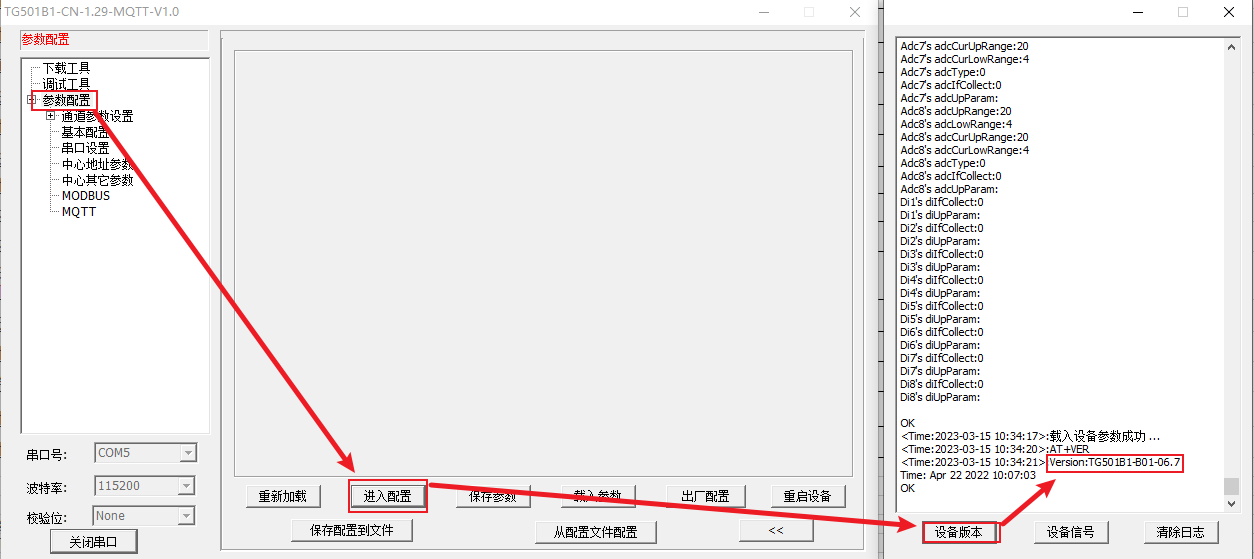 TG501B1-CN-1.29-MQTT-V1.0
参数配置
下载工具
调试工具
参数配置
通道参数设置
基本配置
串口设置
中心地址参数
中心其它参数
MODBUS
MQTT
串口号:
COM5
波特率:
115200
校验位:
None
关闭串口
重新加载
进入配置
保存参数
载入参数
出厂配置
重启设备
保存配置到文件
从配置文件配置
<<
Adc7's adcCurUpRange:20
Adc7's adcCurLowRange:4
Adc7's adcType:0
Adc7's adcIfCollect:0
Adc7's adcUpParam:
Adc8's adcUpRange:20
Adc8's adcLowRange:4
Adc8's adcCurUpRange:20
Adc8's adcCurLowRange:4
Adc8's adcType:0
Adc8's adcIfCollect:0
Adc8's adcUpParam:
Di1's diIfCollect:0
Di1's diUpParam:
Di2's diIfCollect:0
Di2's diUpParam:
Di3's diIfCollect:0
Di3's diUpParam:
Di4's diIfCollect:0
Di4's diUpParam:
Di5's diIfCollect:0
Di5's diUpParam:
Di6's diIfCollect:0
Di6's diUpParam:
Di7's diIfCollect:0
Di7's diUpParam:
Di8's diIfCollect:0
Di8's diUpParam:
OK
<Time:2023-03-15 10:34:17>:载入设备参数成功 ...
<Time:2023-03-15 10:34:20>:AT+VER
<Time:2023-03-15 10:34:21>Version:TG501B1-B01-06.7
Time: Apr 22 2022 10:07:03
OK
设备版本
设备信号
清除日志